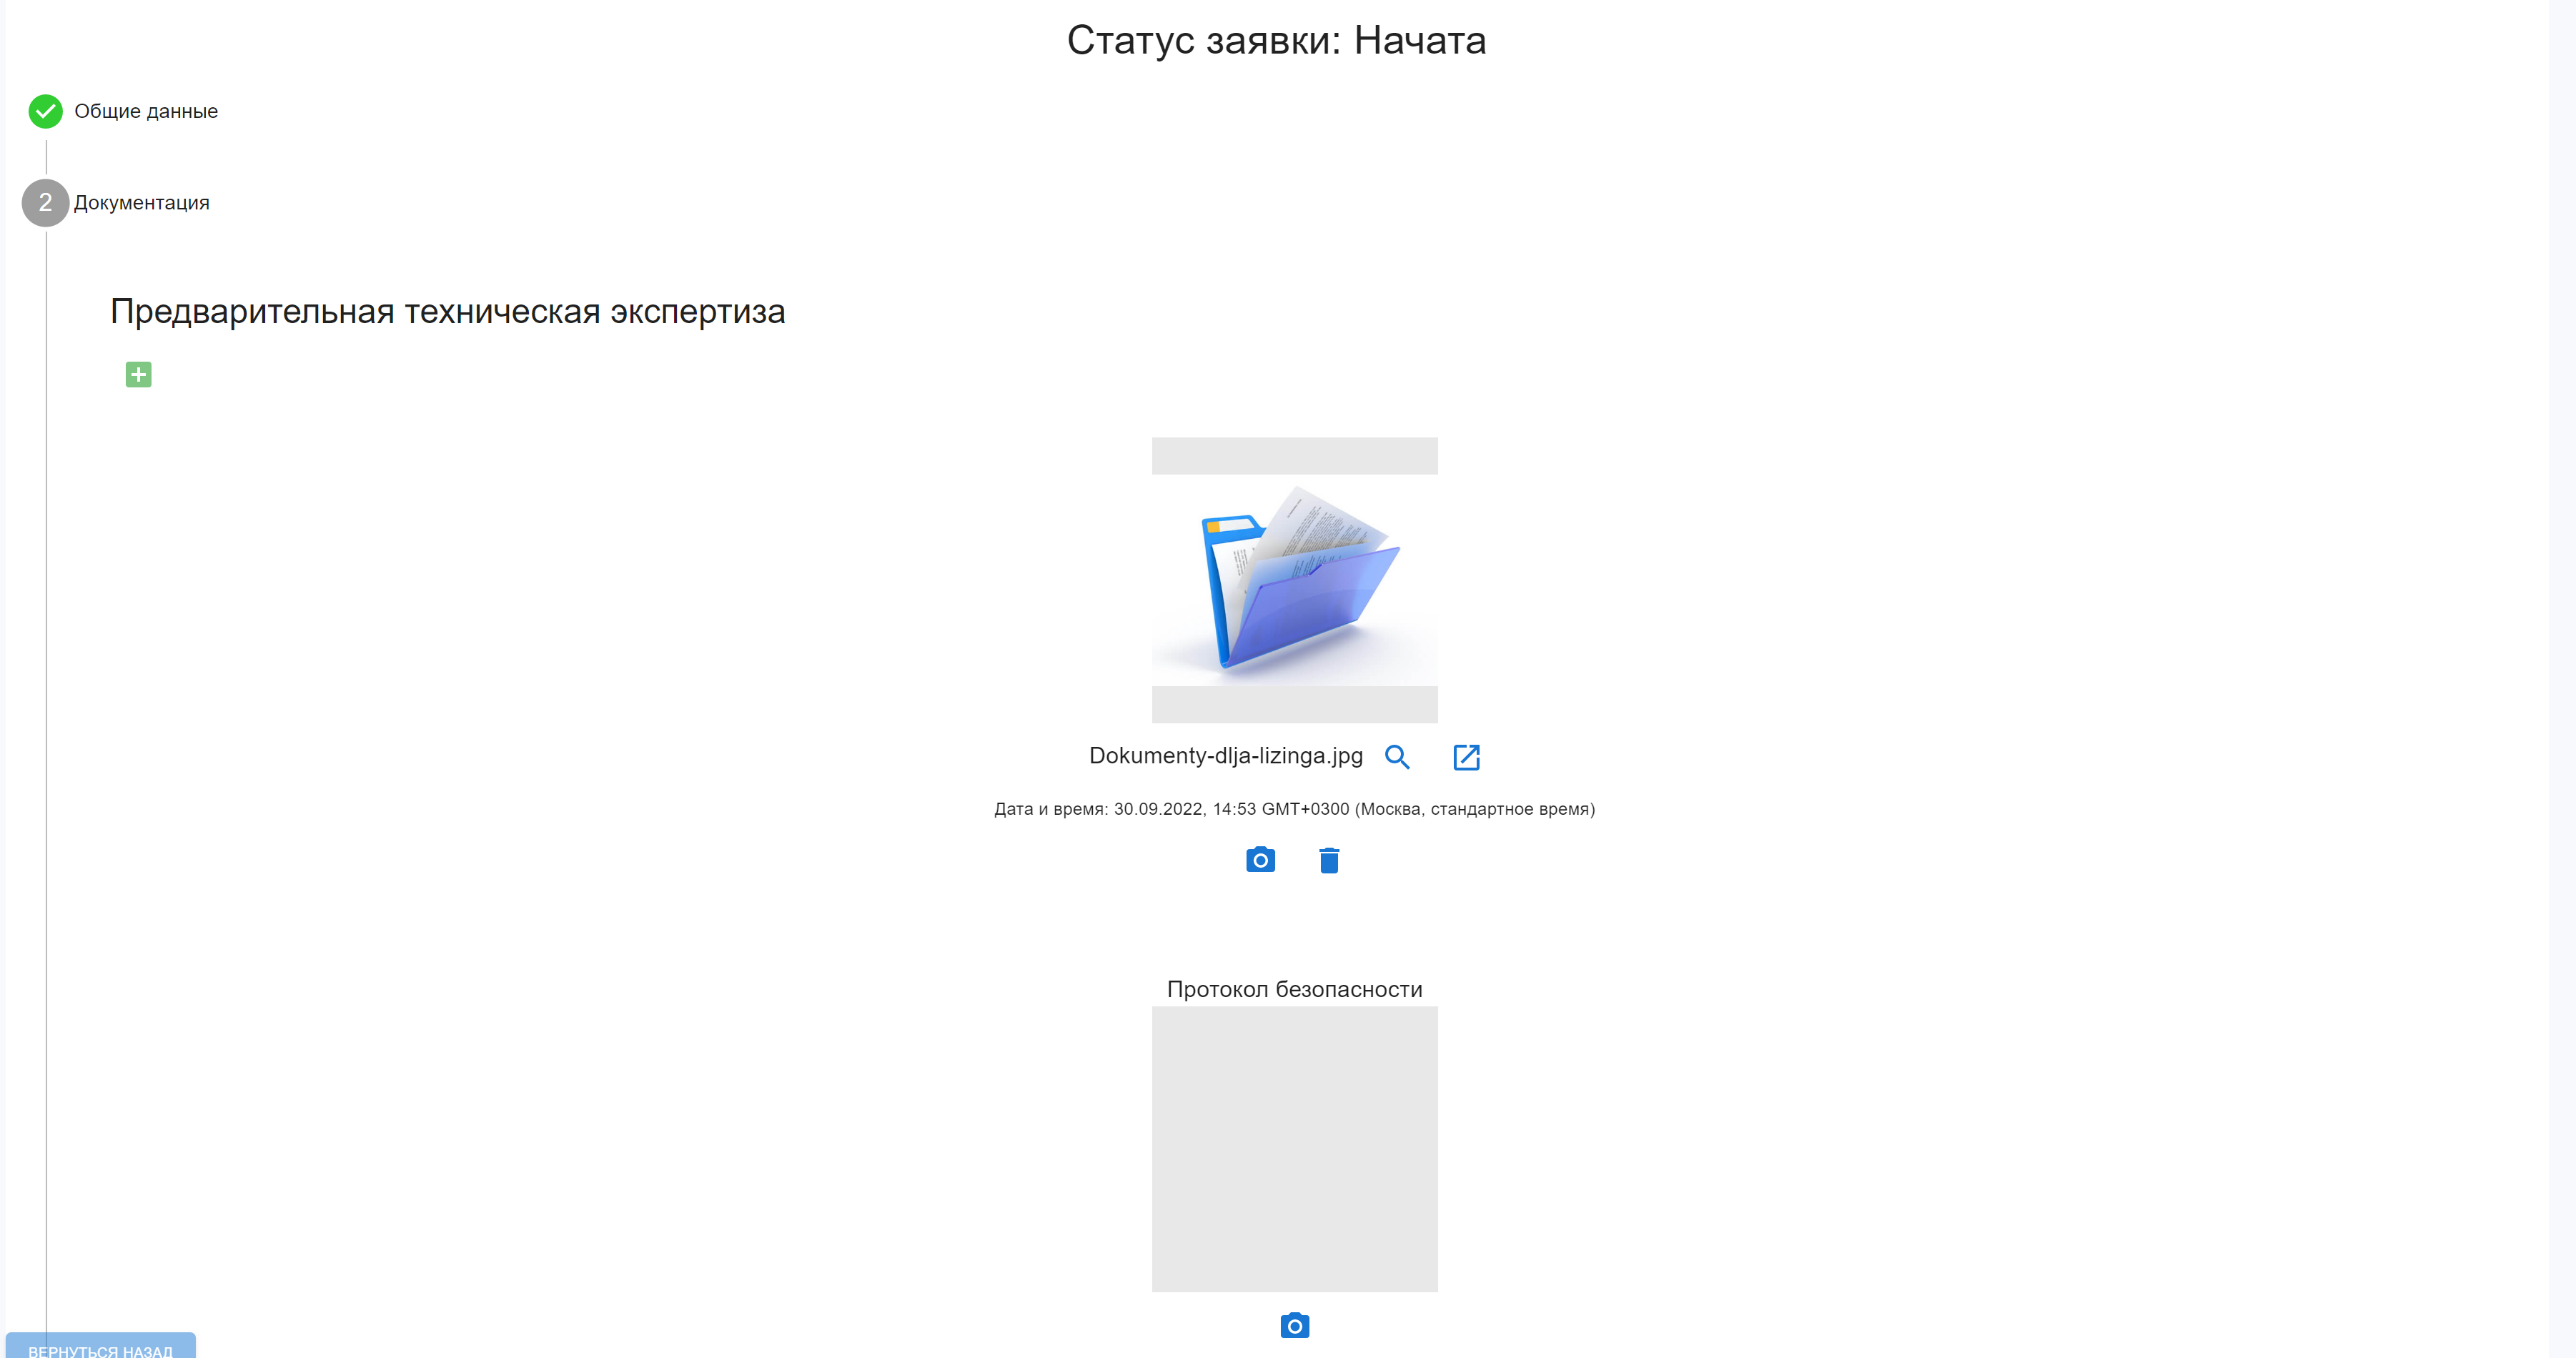 Статус заявки: Начата
Общие данные
2
Документация
Предварительная техническая экспертиза
Dokumenty-dlja-lizinga.jpg
Дата и время: 30.09.2022, 14:53 GMT+0300 (Москва, стандартное время)
Протокол безопасности
ВЕРНУТЬСЯ НАЗАД